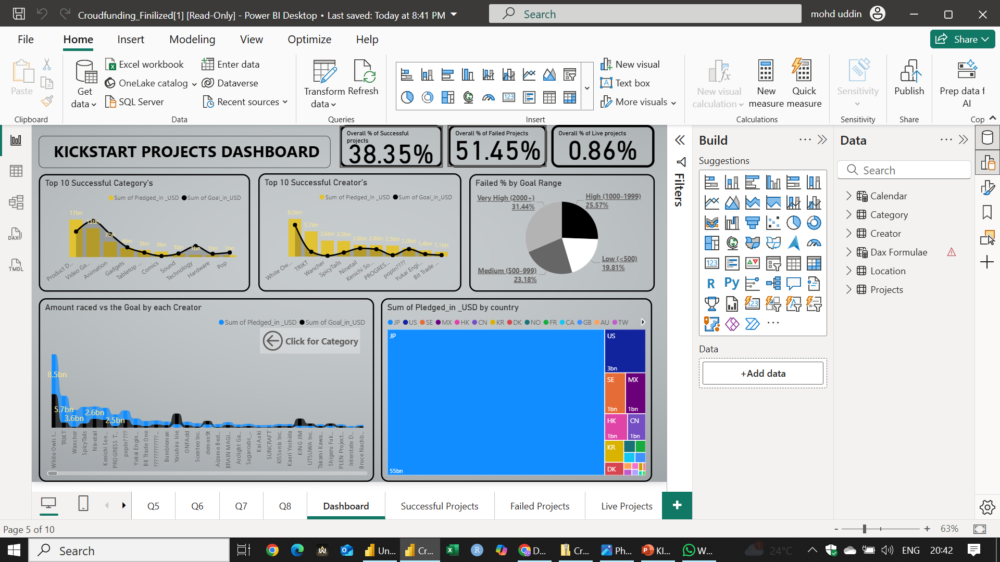 Croudfunding_Finilized[1] [Read-Only] - Power BI Desktop • Last saved: Today at 8:41 PM
Search
mohd uddin
File
Home
Insert
Modeling
View
Optimize
Help
Share
Paste
Clipboard
Get data
Excel workbook
OneLake catalog
SQL Server
Enter data
Dataverse
Recent sources
Data
Transform data
Refresh
Queries
New visual
Text box
More visuals
Insert
New visual calculation
New measure
Quick measure
Calculations
Sensitivity
Sensitivity
Publish
Share
Prep data f
AI
Cop
KICKSTART PROJECTS DASHBOARD
Overall % of Successful projects
38.35%
Overall % of Failed Projects
51.45%
Overall % of Live projects
0.86%
Top 10 Successful Category's
Sum of Pledged_in _USD
Sum of Goal_in_USD
17bn
13bn
7bn
4bn
3bn
3bn
1bn
1bn
1bn
1bn
Product D...
Video Ga...
Animation
Gadgets
Tabletop ...
Comics
Sound
Technology
Hardware
Pop
Top 10 Successful Creator's
Sum of Pledged_in _USD
Sum of Goal_in_USD
8.5bn
5.7bn
3.6bn
3.5bn
2.6bn
2.6bn
2.5bn
2.0bn
1.4bn
1.1bn
White Ow...
TRIKT
Wancher
SpicyTails
Ninetail
Kenichi So...
PROGRES...
popIn????
Yukai Engi...
Bit Trade ...
Failed % by Goal Range
Very High (2000+)
31.44%
High (1000–1999)
25.57%
Low (<500)
19.81%
Medium (500–999)
23.18%
Amount raced vs the Goal by each Creator
Sum of Pledged_in _USD
Sum of Goal_in_USD
Click for Category
8.5bn
5.7bn
3.6bn
2.6bn
2.5bn
White Owls I...
TRIKT
Wancher
SpicyTails
Ninetail
Kenichi Son...
PROGRESS T...
popIn????
Yukai Engin...
Bit Trade One
????????????...
Bumbleman
Yasuhiro Irie
ONFAdd
Scentee Inc.
demon9t
Aizome Bed...
BRAIN MAGI...
Arclight Ga...
Sugarcubs_...
Kai Aoki
SUNCRAFT
KISSonix Inc.
Kaori Yoshida
KING JIM
UTSUWA Inc.
Takami Kawa...
Shigeru Fuk...
PLEN Project...
Interstate D...
Bruce Nachb...
Sum of Pledged_in _USD by country
JP
US
SE
MX
HK
CN
KR
DK
NO
FR
CA
GB
AU
TW
JP
55bn
US
3bn
SE
1bn
MX
1bn
HK
1bn
CN
1bn
KR
DK
Filters
Build
Suggestions
R
Py
123
Data
+Add data
Data
Search
Calendar
Category
Creator
Dax Formulae
Location
Projects
DAX
TMDL
Q5
Q6
Q7
Q8
Dashboard
Successful Projects
Failed Projects
Live Projects
+
Page 5 of 10
- +
63%
Search
Un...
Cr...
D...
Cr...
Ph...
KI...
W...
1
24°C
ENG
20:42